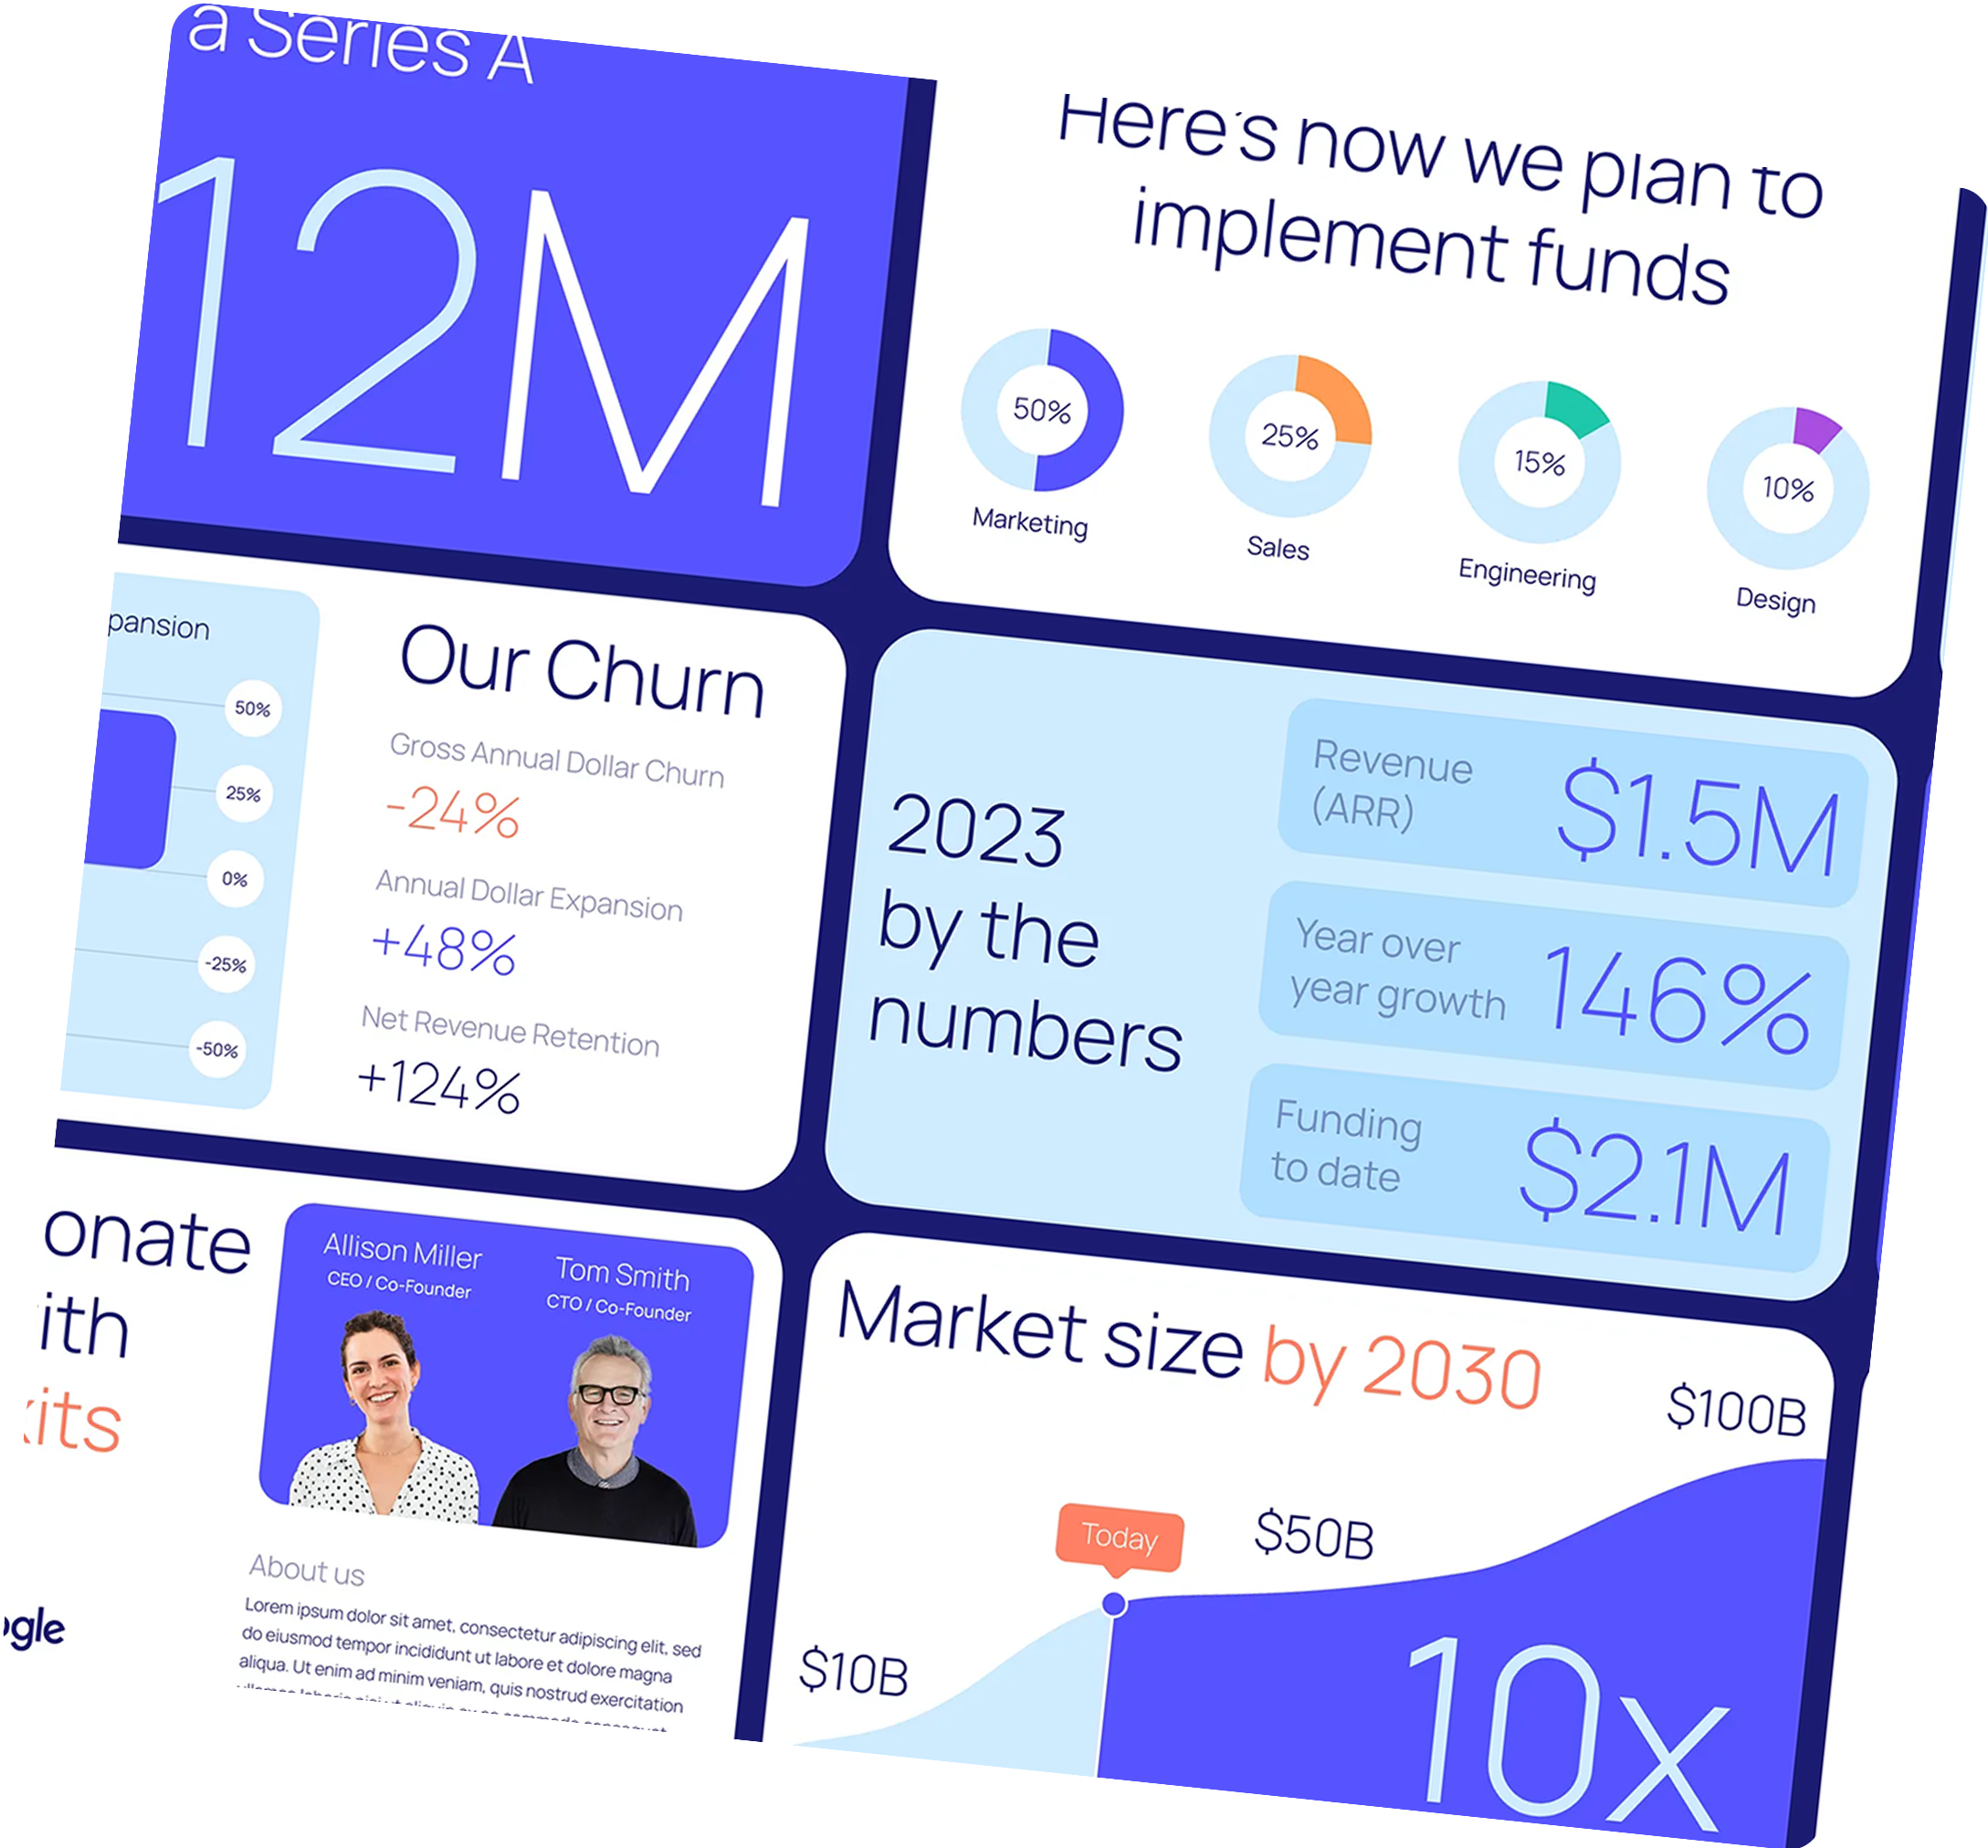 a Series A
12M
Here's how we plan to
implement funds
50%
25%
15%
10%
Marketing
Sales
Engineering
Design
pansion
50%
25%
0%
-25%
-50%
Our Churn
Gross Annual Dollar Churn
-24%
Annual Dollar Expansion
+48%
Net Revenue Retention
+124%
2023
by the
numbers
Revenue
(ARR)
$1.5M
Year over
year growth
146%
Funding
to date
$2.1M
onate
ith
kits
ogle
Allison Miller
CEO / Co-Founder
Tom Smith
CTO / Co-Founder
About us
Lorem ipsum dolor sit amet, consectetur adipiscing elit, sed
do eiusmod tempor incididunt ut labore et dolore magna
aliqua. Ut enim ad minim veniam, quis nostrud exercitation
Market size by 2030
$100B
$50B
Today
$10B
10x